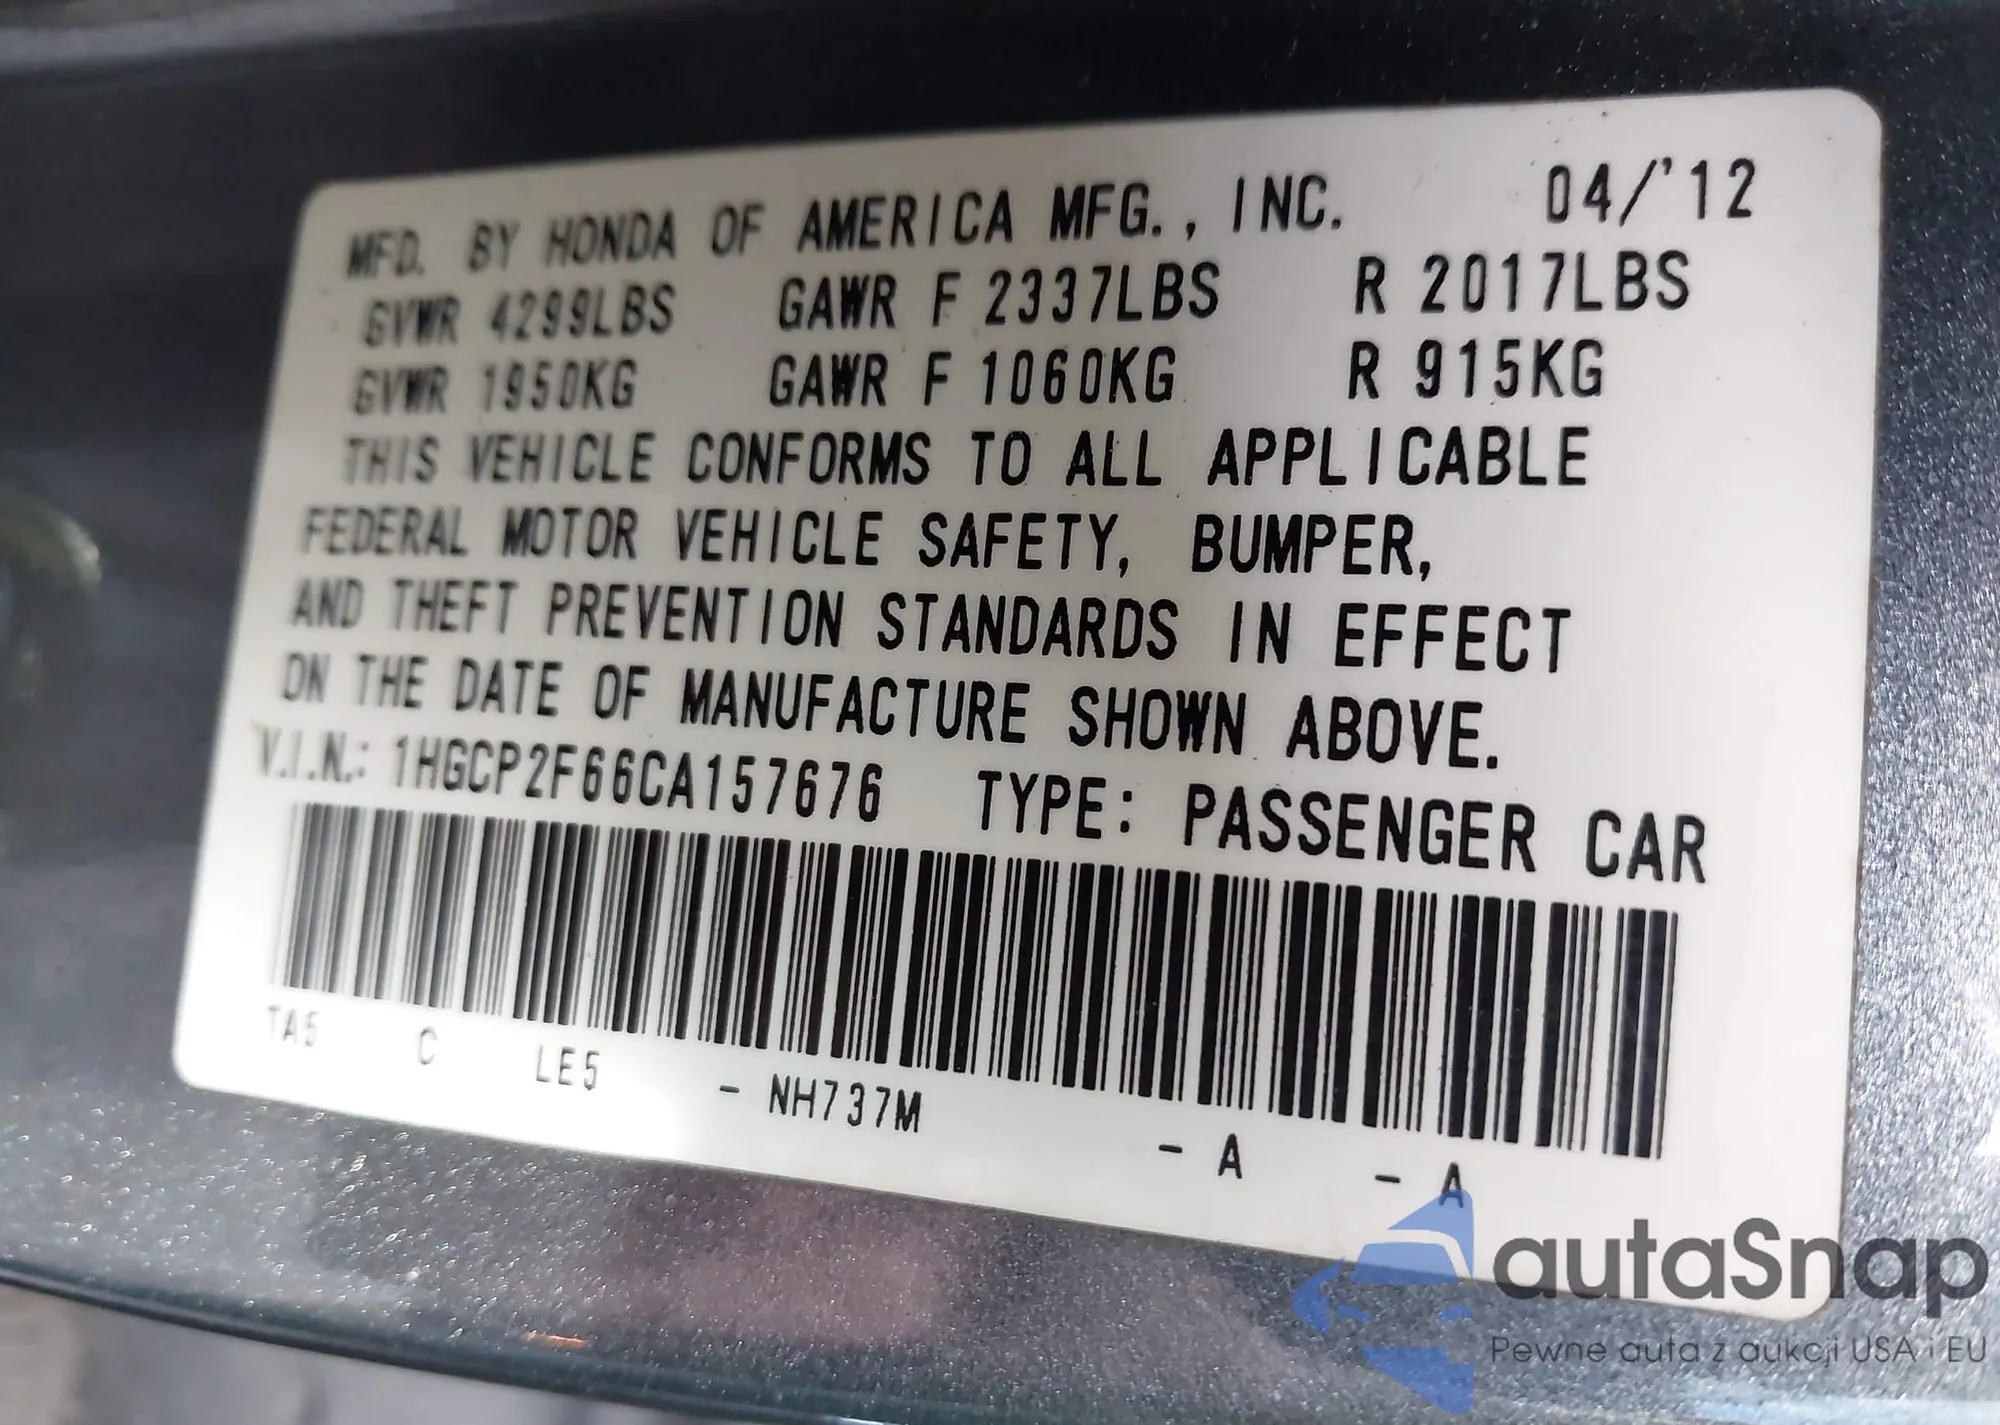 MFD. BY HONDA OF AMERICA MFG., INC. 04/'12
GVWR 4299LBS GAWR F 2337LBS R 2017LBS
GVWR 1950KG GAWR F 1060KG R 915KG
THIS VEHICLE CONFORMS TO ALL APPLICABLE
FEDERAL MOTOR VEHICLE SAFETY, BUMPER,
AND THEFT PREVENTION STANDARDS IN EFFECT
ON THE DATE OF MANUFACTURE SHOWN ABOVE.
V.I.N.: 1HGCP2F66CA157676 TYPE: PASSENGER CAR
TA5 C LE5 - NH737M - A - A
autaSnap
Pewne auta z aukcji USA i EU